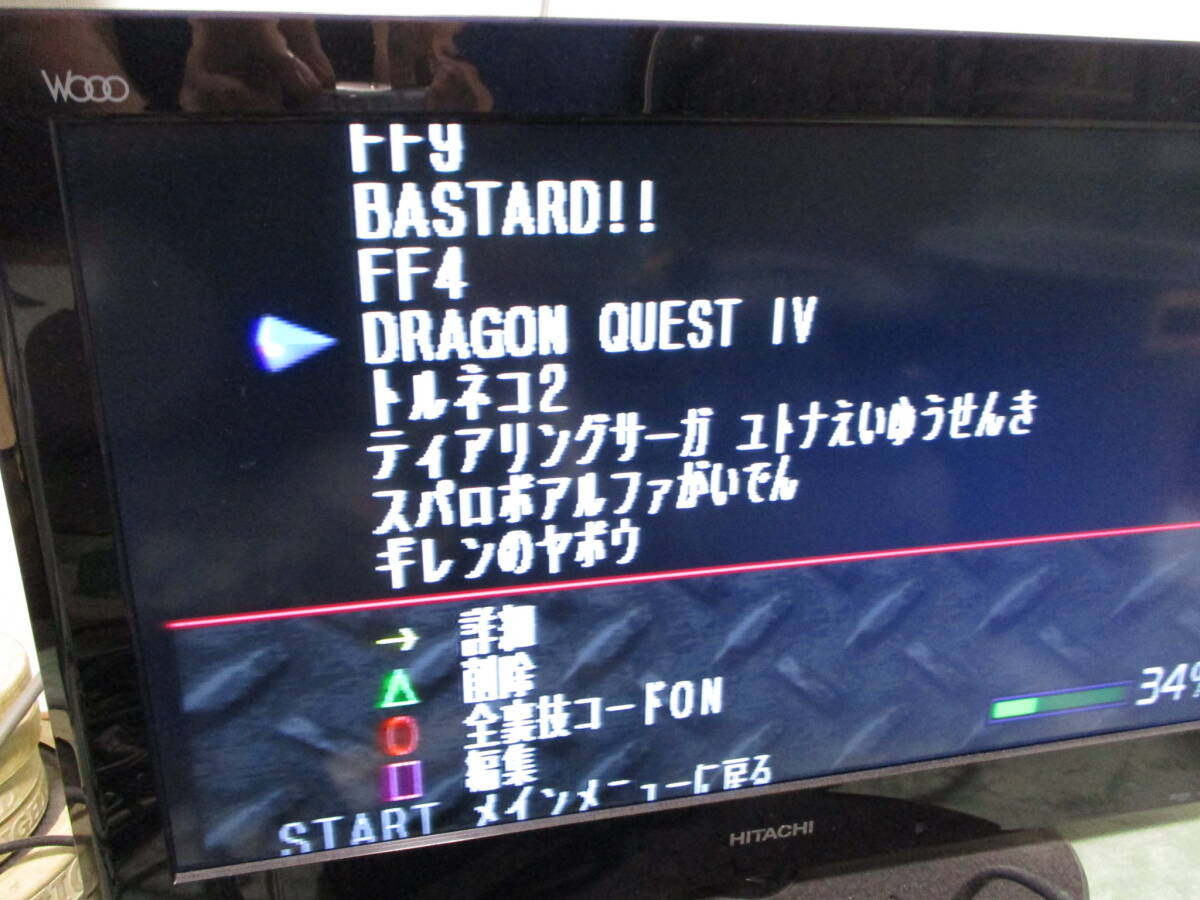 Wooo
FF9
BASTARD!!
FF4
DRAGON QUEST IV
トルネコ2
ティアリングサーガ ユトナえいゆうせんき
スパロボアルファがいでん
ギレンのヤボウ
→ 詳細
△ 削除
○ 全裏技コードON
□ 編集
34%
START メインメニューに戻る
HITACHI